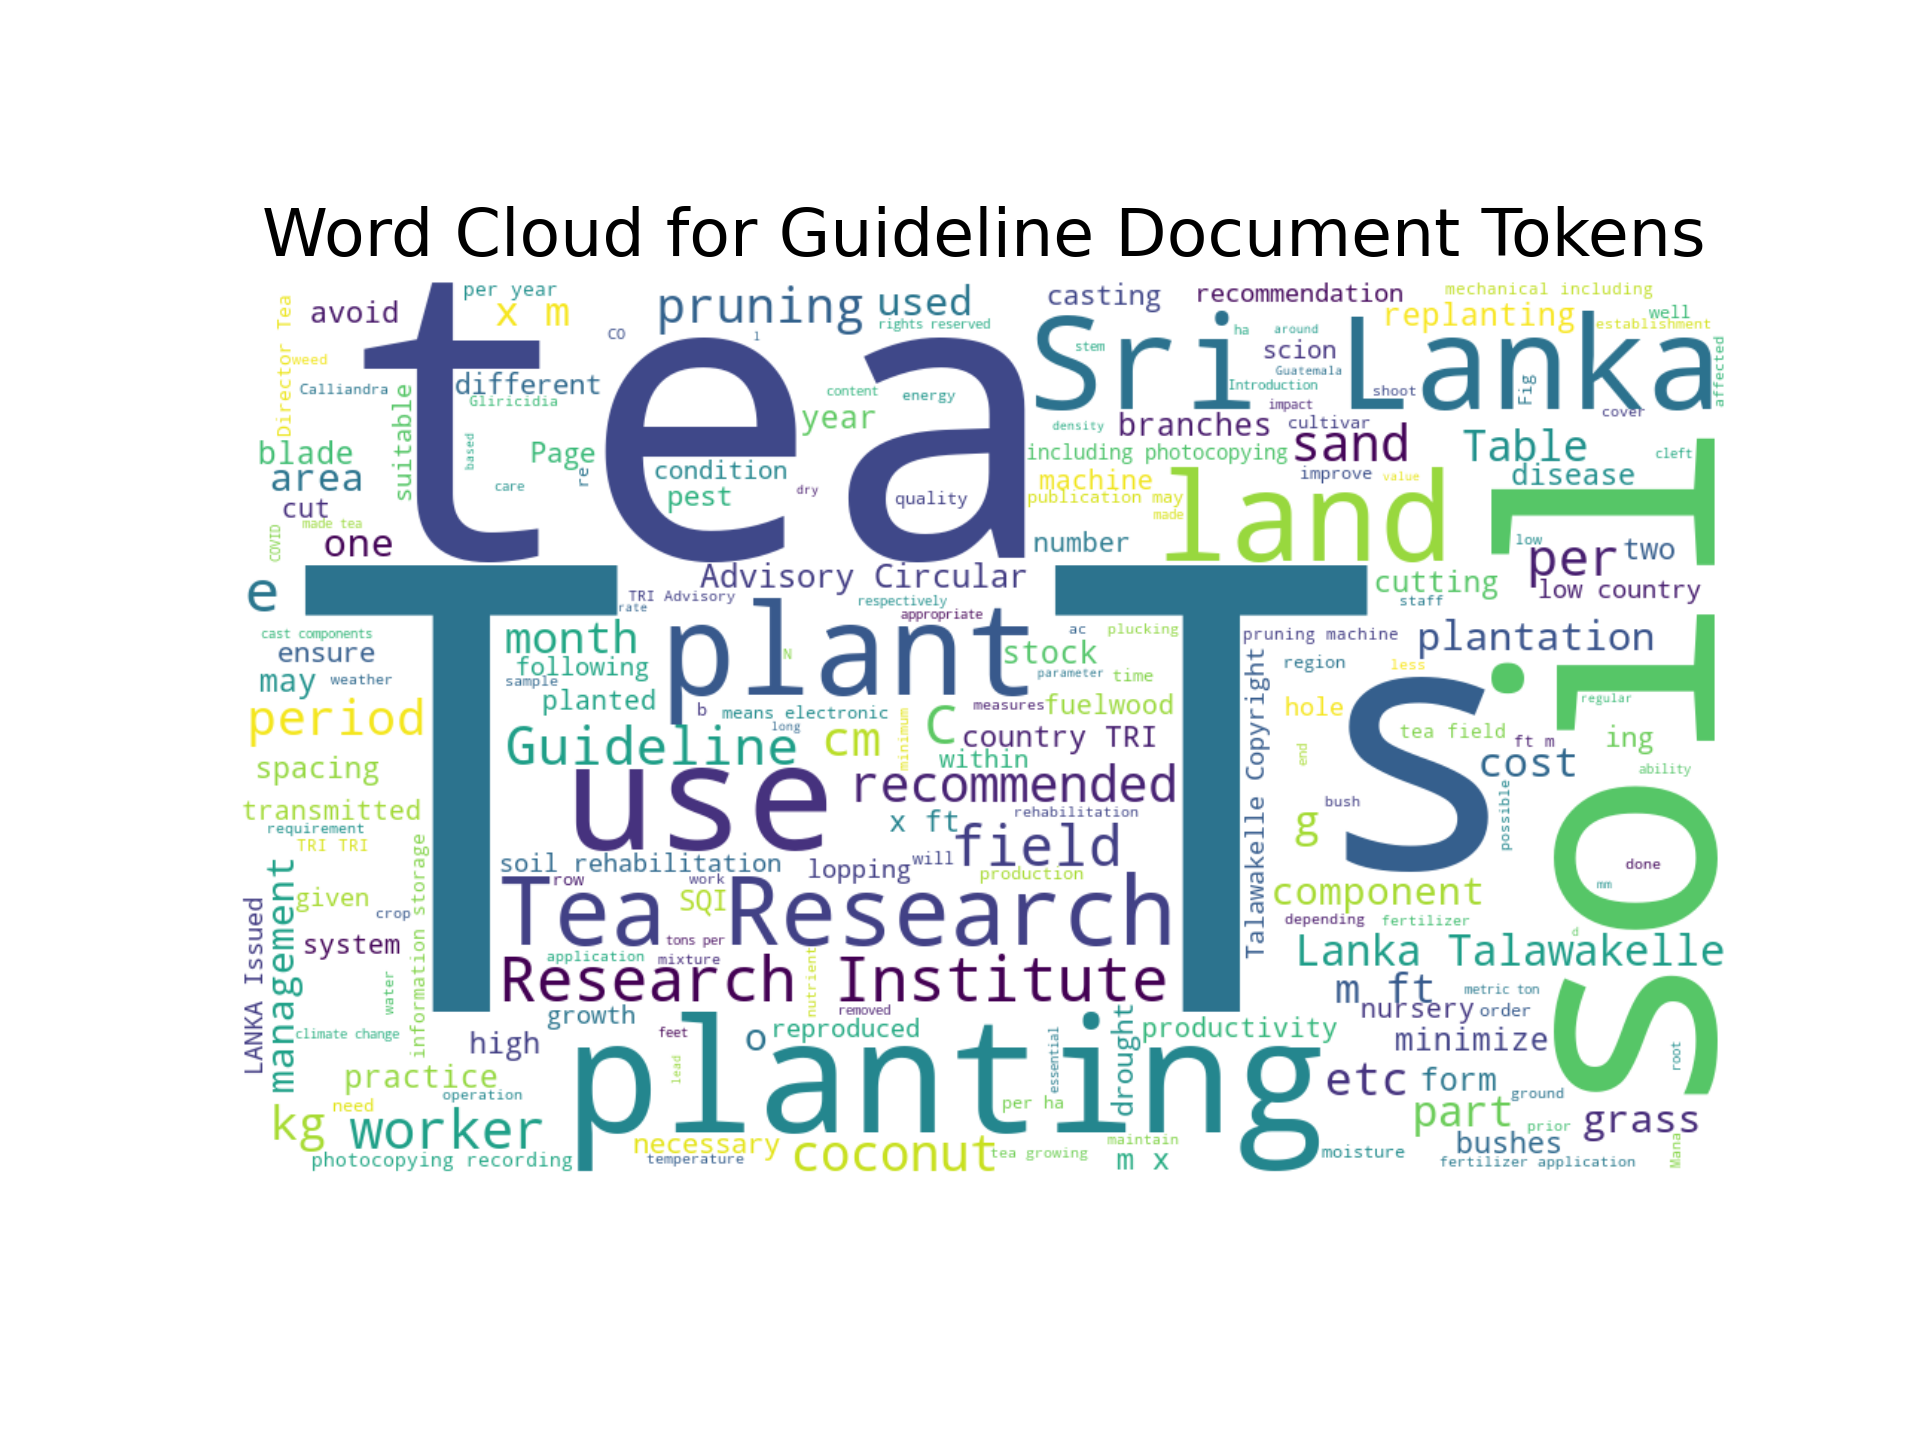 Word Cloud for Guideline Document Tokens
tea
T T
s
Sri Lanka
planting
plant
land
use
Tea Research
Research Institute
soil
I
T
Director Tea
avoid
per year
x m
CO
pruning
used
rights reserved
l
casting
recommendation
mechanical including
replanting
well
establishment
weed
Calliandra
different
Gliricidia
suitable
based
content
energy
year
stem
ha
around
scion
Guatemala
Introduction
impact
shoot
Fig
cover
affected
blade
area
cut
made tea
one
COVID
Page
care
re
condition
pest
dry
quality
density
branches
cultivar
including photocopying
sand
Table
cleft
machine
improve
value
disease
publication may
made
number
low
per
two
low country
cutting
staff
e
Advisory Circular
TRI Advisory
rate
respectively
appropriate
cast components
ensure
may
weather
period
month
following
sample
planted
N
b
means electronic
long
stock
ac
plucking
parameter
time
measures
fuelwood
pruning machine
plantation
region
less
regular
hole
tea field
ft m
ing
ability
spacing
transmitted
requirement
TRI TRI
Guideline
cm
minimum
C
country TRI
within
recommended
x ft
rehabilitation
field
Talawakelle Copyright
end
bush
cost
possible
g
management
given
crop
system
information storage
LANKA Issued
soil rehabilitation
row
work
SQI
lopping
will
production
tons per
component
depending
fertilizer
done
mm
d
application
mixture
nutrient
removed
Lanka Talawakelle
m ft
metric ton
nursery
order
minimize
water
climate change
high
growth
feet
o
reproduced
drought
productivity
essential
lead
practice
operation
need
kg
worker
photocopying recording
necessary
temperature
coconut
tea growing
per ha
maintain
m x
etc
form
ground
part
prior
grass
root
bushes
moisture
fertilizer application
Mana